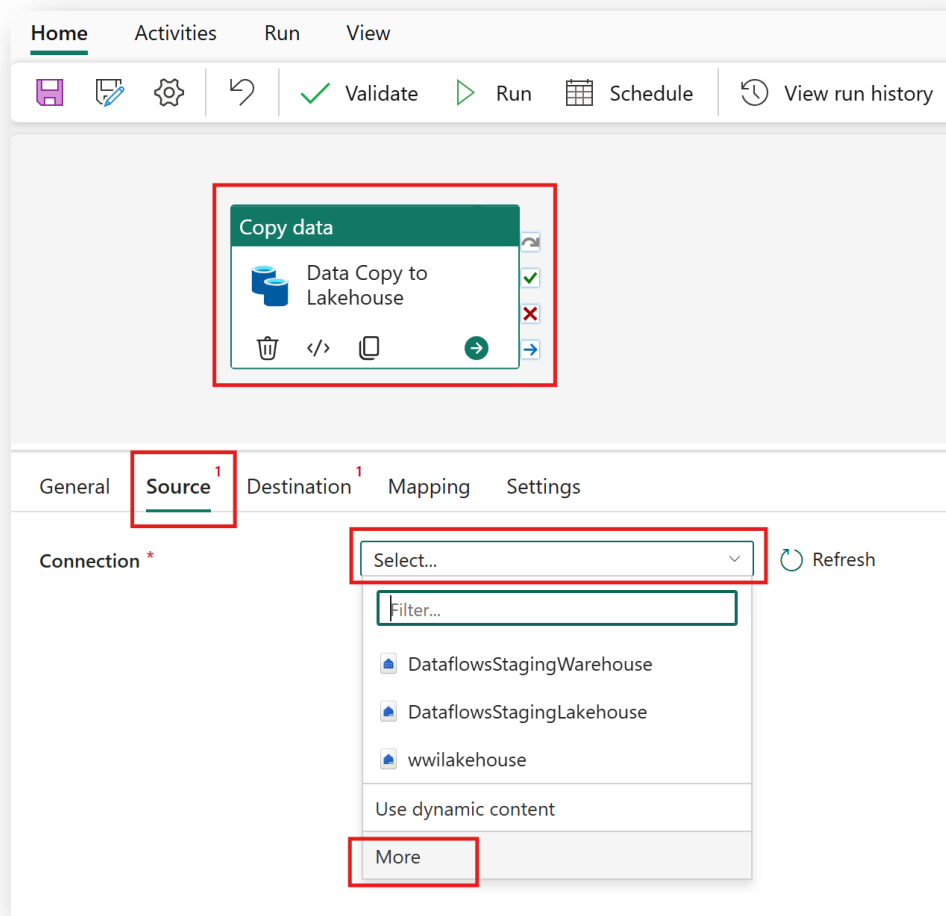 Home Activities Run View
Validate Run Schedule View run history
Copy data
Data Copy to
Lakehouse
General Source 1 Destination 1 Mapping Settings
Connection * Select... Refresh
Filter...
DataflowsStagingWarehouse
DataflowsStagingLakehouse
wwilakehouse
Use dynamic content
More